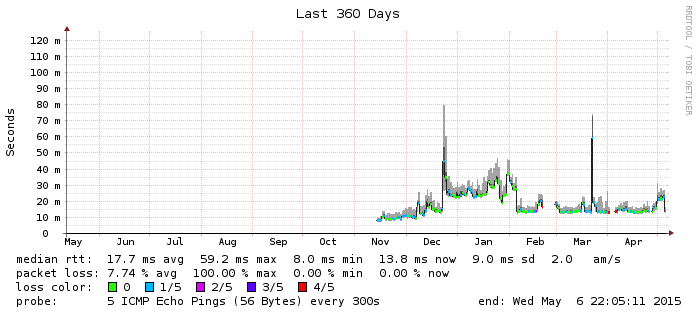 Last 360 Days
RRDTOOL / TOBI OETIKER
120 m
110 m
100 m
90 m
80 m
70 m
60 m
50 m
40 m
30 m
20 m
10 m
0
Seconds
May Jun Jul Aug Sep Oct Nov Dec Jan Feb Mar Apr
median rtt: 17.7 ms avg 59.2 ms max 8.0 ms min 13.8 ms now 9.0 ms sd 2.0 am/s
packet loss: 7.74 % avg 100.00 % max 0.00 % min 0.00 % now
loss color: 0 1/5 2/5 3/5 4/5
probe: 5 ICMP Echo Pings (56 Bytes) every 300s end: Wed May 6 22:05:11 2015